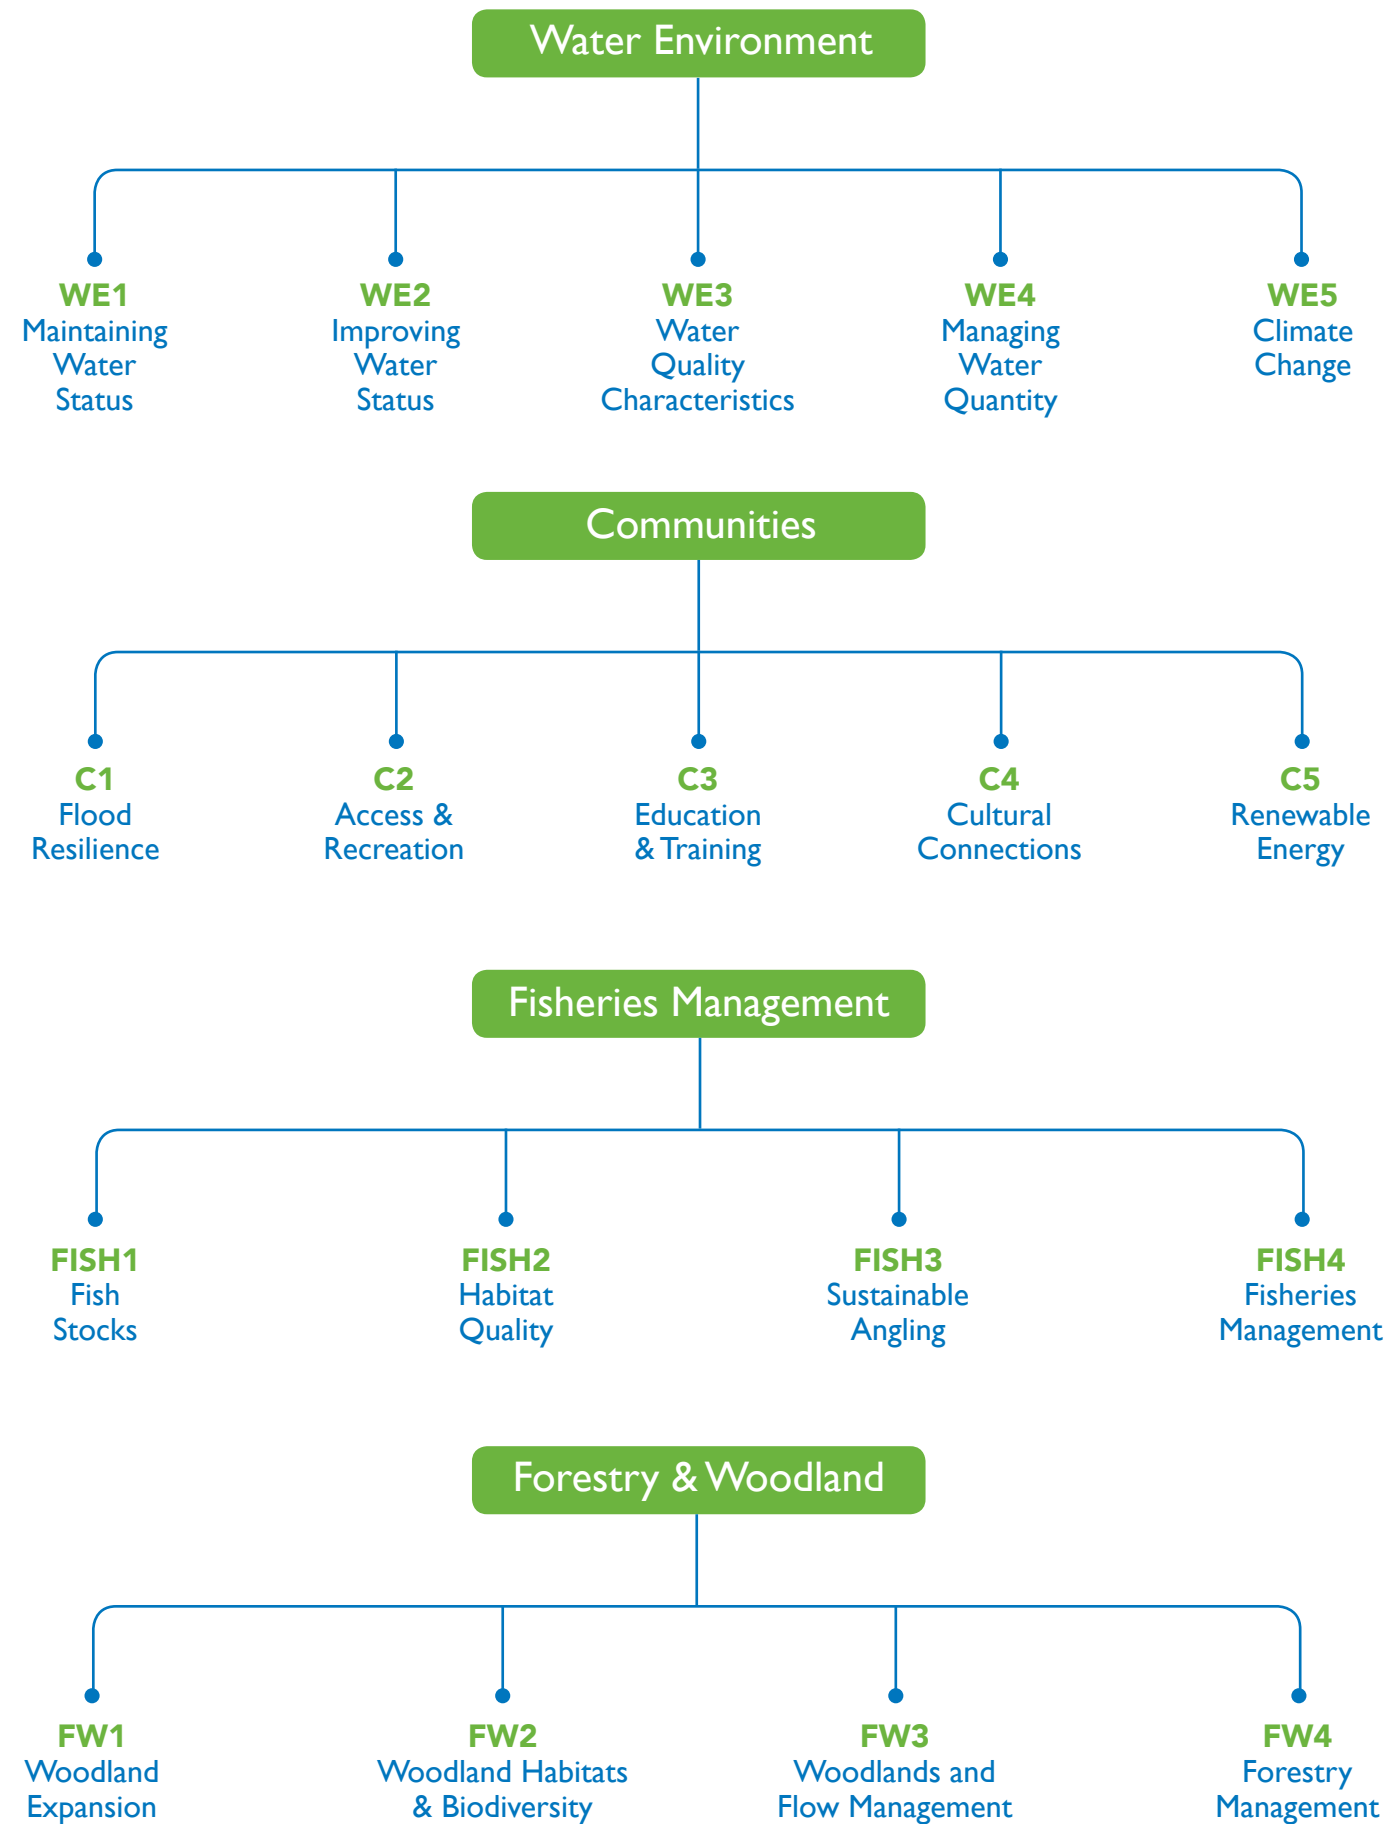 Water Environment
WE1
Maintaining
Water
Status
WE2
Improving
Water
Status
WE3
Water
Quality
Characteristics
WE4
Managing
Water
Quantity
WE5
Climate
Change
Communities
C1
Flood
Resilience
C2
Access &
Recreation
C3
Education
& Training
C4
Cultural
Connections
C5
Renewable
Energy
Fisheries Management
FISH1
Fish
Stocks
FISH2
Habitat
Quality
FISH3
Sustainable
Angling
FISH4
Fisheries
Management
Forestry & Woodland
FW1
Woodland
Expansion
FW2
Woodland Habitats
& Biodiversity
FW3
Woodlands and
Flow Management
FW4
Forestry
Management